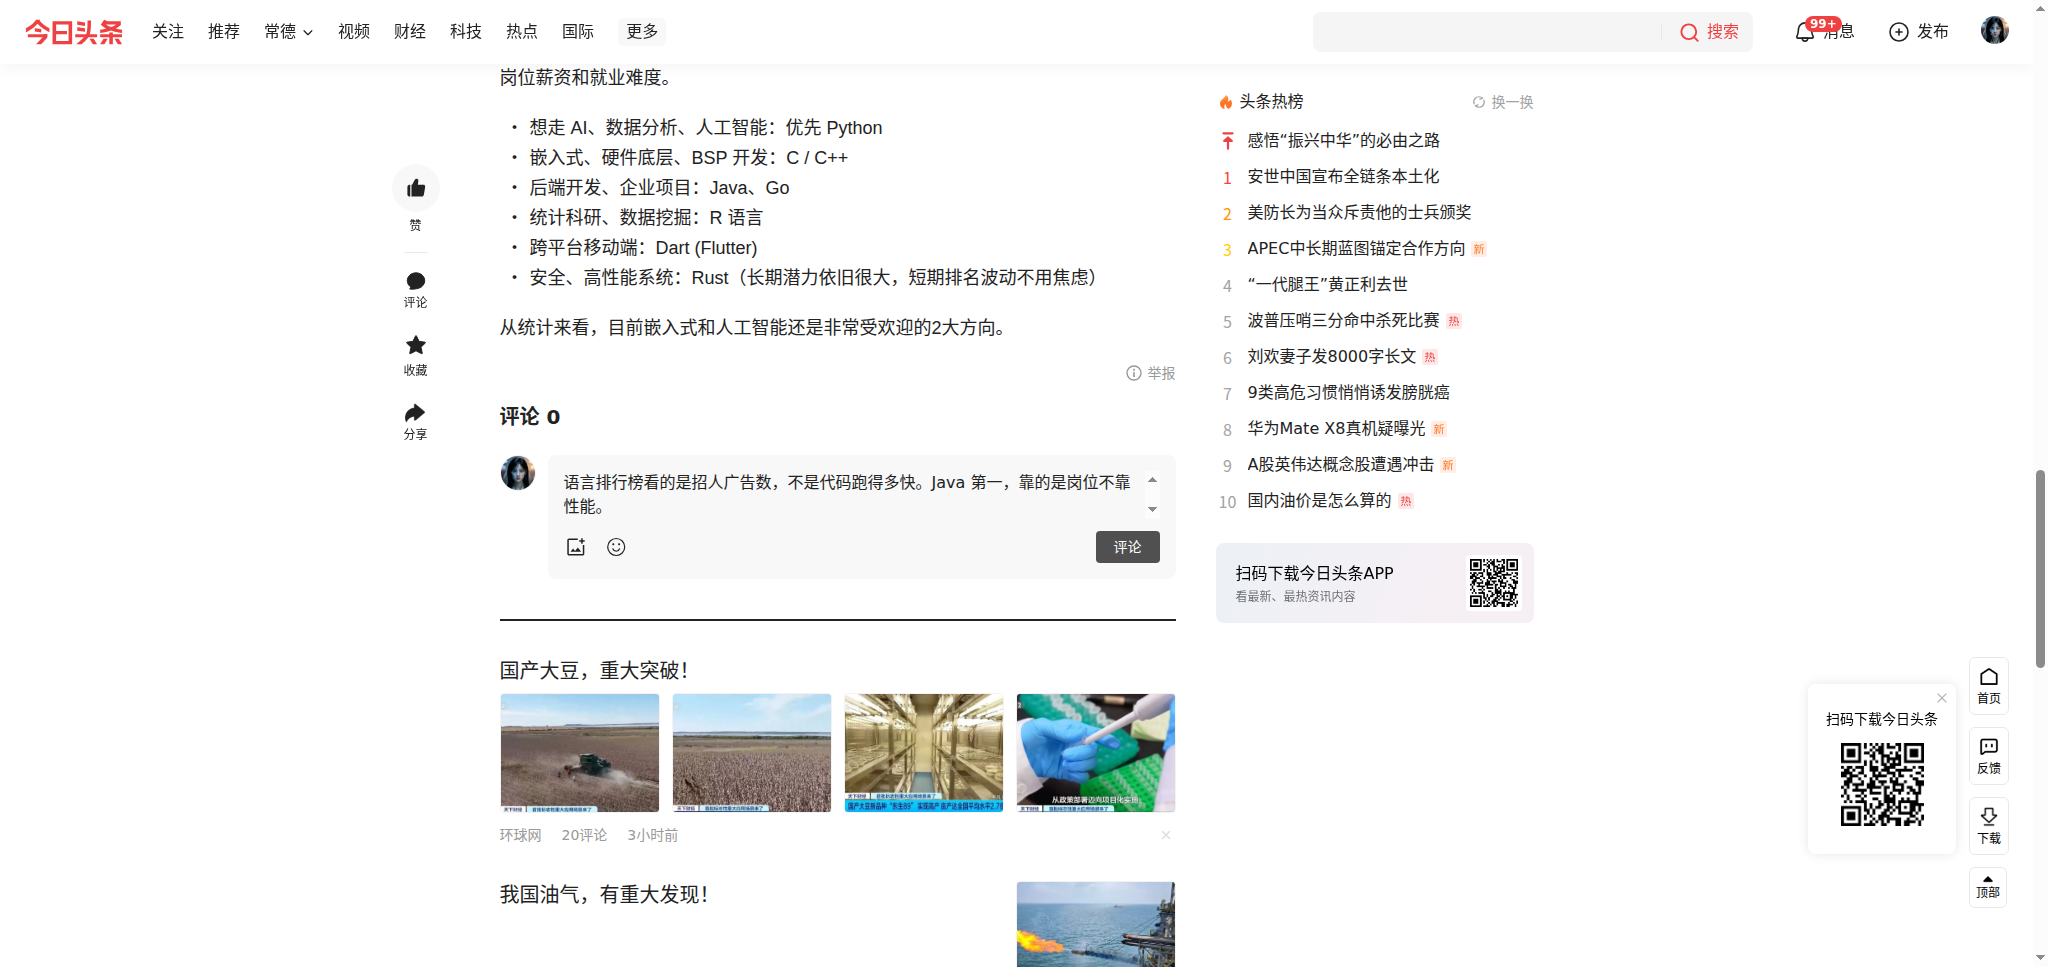 今日头条
关注
推荐
常德
视频
财经
科技
热点
国际
更多
搜索
99+
消息
发布
岗位薪资和就业难度。
• 想走 AI、数据分析、人工智能：优先 Python
• 嵌入式、硬件底层、BSP 开发：C / C++
• 后端开发、企业项目：Java、Go
• 统计科研、数据挖掘：R 语言
• 跨平台移动端：Dart (Flutter)
• 安全、高性能系统：Rust（长期潜力依旧很大，短期排名波动不用焦虑）
从统计来看，目前嵌入式和人工智能还是非常受欢迎的2大方向。
举报
赞
评论
收藏
分享
评论 0
语言排行榜看的是招人广告数，不是代码跑得多快。Java 第一，靠的是岗位不靠
性能。
评论
国产大豆，重大突破！
从政策部署迈向项目化实施
环球网 20评论 3小时前
我国油气，有重大发现！
头条热榜
换一换
感悟“振兴中华”的必由之路
1 安世中国宣布全链条本土化
2 美防长为当众斥责他的士兵颁奖
3 APEC中长期蓝图锚定合作方向 新
4 “一代腿王”黄正利去世
5 波普压哨三分命中杀死比赛 热
6 刘欢妻子发8000字长文 热
7 9类高危习惯悄悄诱发膀胱癌
8 华为Mate X8真机疑曝光 新
9 A股英伟达概念股遭遇冲击 新
10 国内油价是怎么算的 热
扫码下载今日头条APP
看最新、最热资讯内容
扫码下载今日头条
首页
反馈
下载
顶部